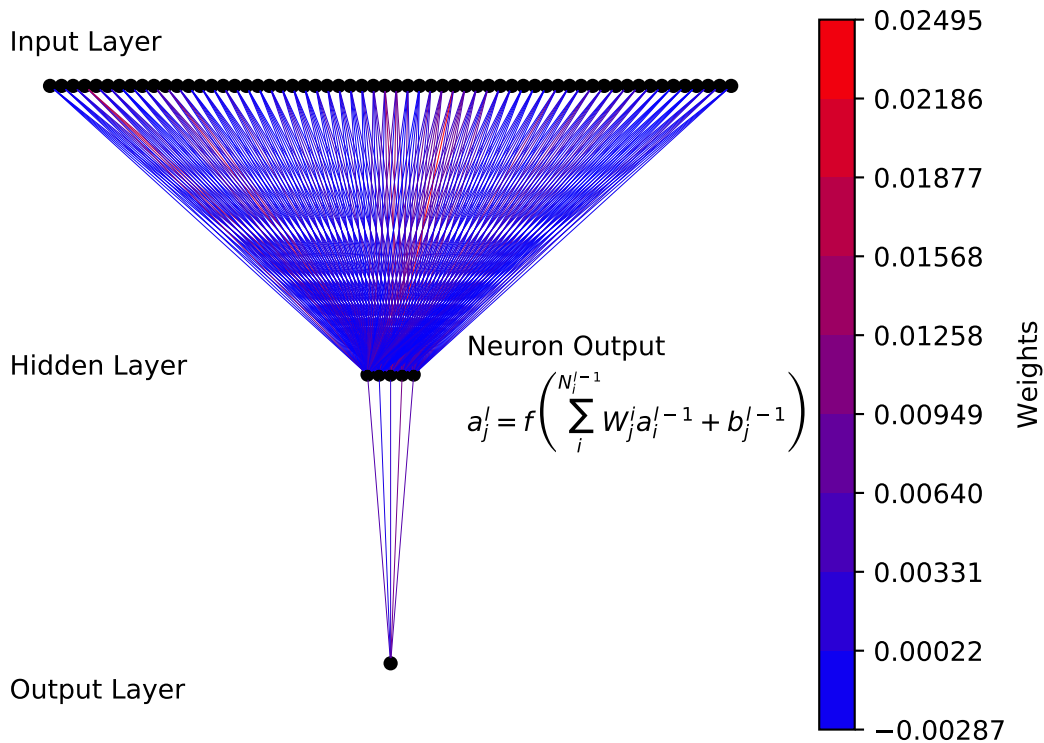 Input Layer
Hidden Layer
Neuron Output
a_j^l = f(∑_i^{N_i^{l−1}} W_j^i a_i^{l−1} + b_j^{l−1})
Output Layer
0.02495
0.02186
0.01877
0.01568
0.01258
0.00949
0.00640
0.00331
0.00022
−0.00287
Weights